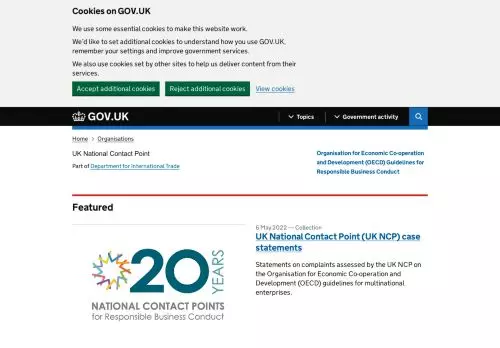 Cookies on GOV.UK
We use some essential cookies to make this website work.
We'd like to set additional cookies to understand how you use GOV.UK,
remember your settings and improve government services.
We also use cookies set by other sites to help us deliver content from their
services.
Accept additional cookies Reject additional cookies View cookies
GOV.UK Topics Government activity
Home Organisations
UK National Contact Point
Part of Department for International Trade
Organisation for Economic Co-operation
and Development (OECD) Guidelines for
Responsible Business Conduct
Featured
20 YEARS
NATIONAL CONTACT POINTS
for Responsible Business Conduct
6 May 2022 — Collection
UK National Contact Point (UK NCP) case
statements
Statements on complaints assessed by the UK NCP on
the Organisation for Economic Co-operation and
Development (OECD) guidelines for multinational
enterprises.